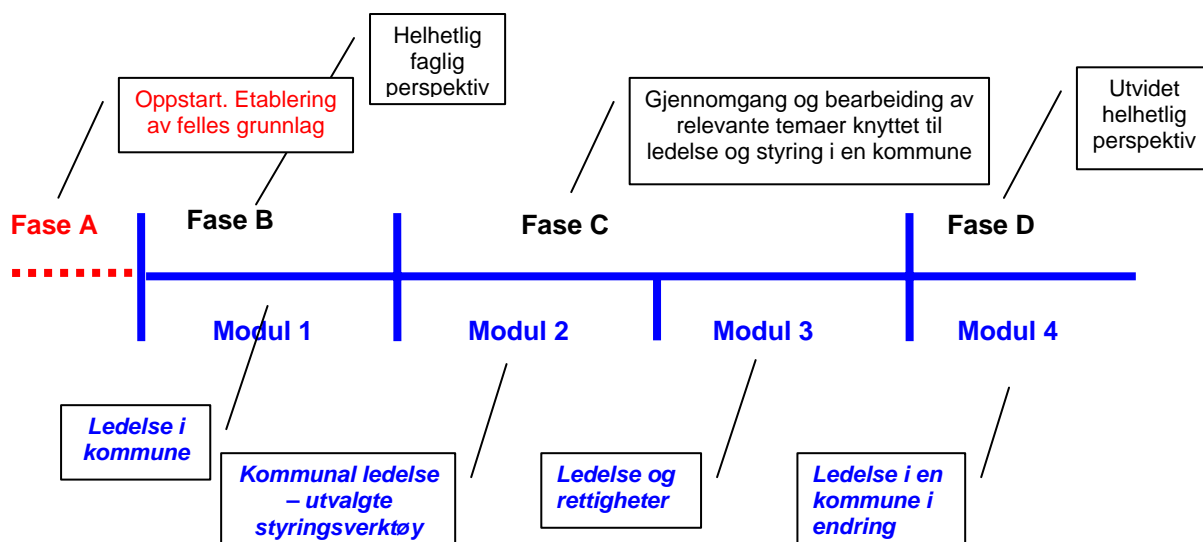 Helhetlig
faglig
perspektiv
Oppstart. Etablering
av felles grunnlag
Gjennomgang og bearbeiding av
relevante temaer knyttet til
ledelse og styring i en kommune
Utvidet
helhetlig
perspektiv
Fase A
Fase B
Fase C
Fase D
Modul 1
Modul 2
Modul 3
Modul 4
Ledelse i
kommune
Kommunal ledelse
– utvalgte
styringsverktøy
Ledelse og
rettigheter
Ledelse i en
kommune i
endring